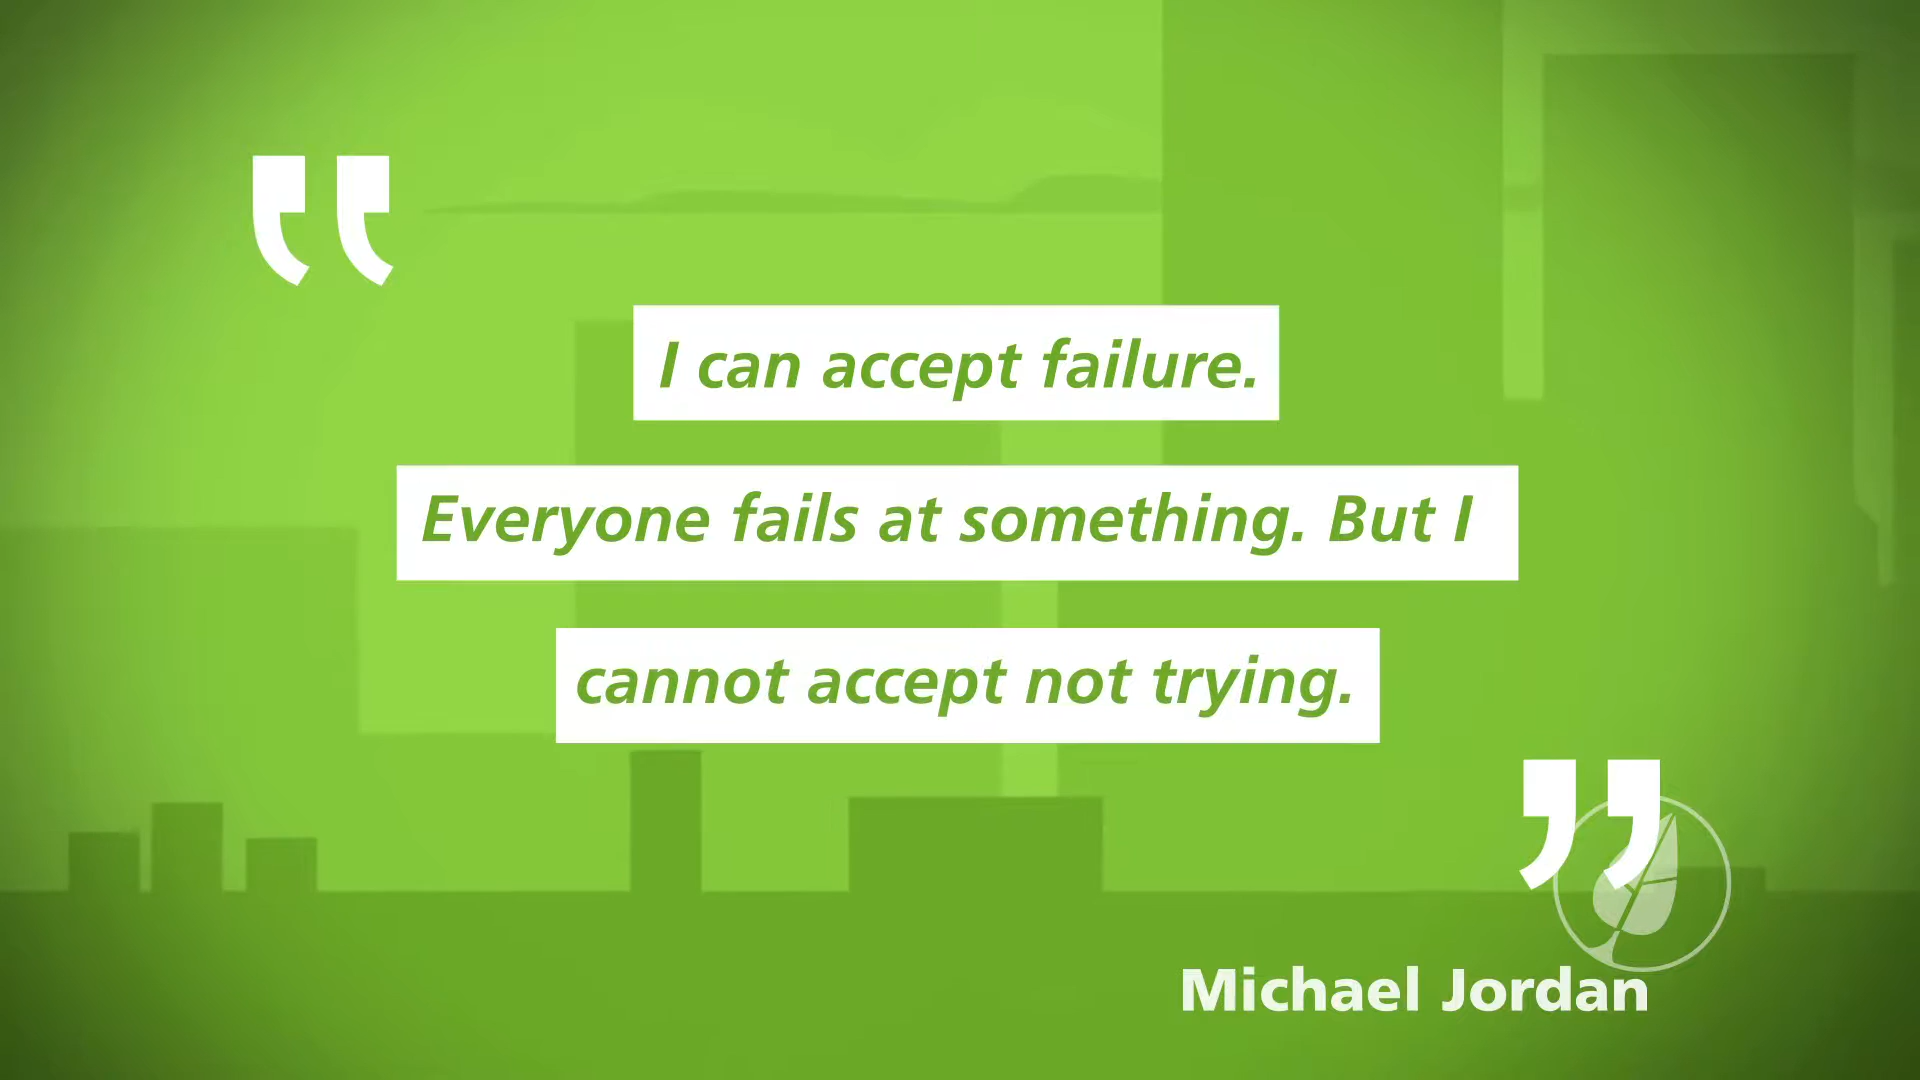 “
I can accept failure.
Everyone fails at something. But I
cannot accept not trying.
”
Michael Jordan